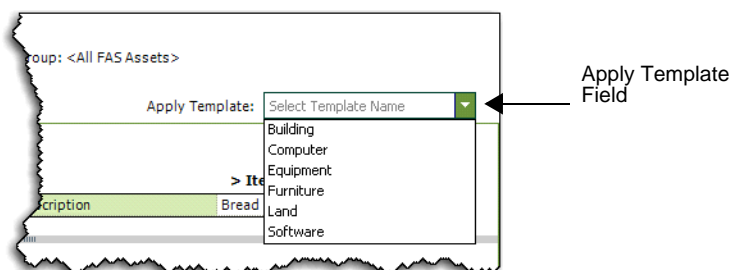 roup: <All FAS Assets>
Apply Template
Field
Apply Template: Select Template Name
Building
Computer
Equipment
> Ite
Furniture
scription Bread
Land
Software